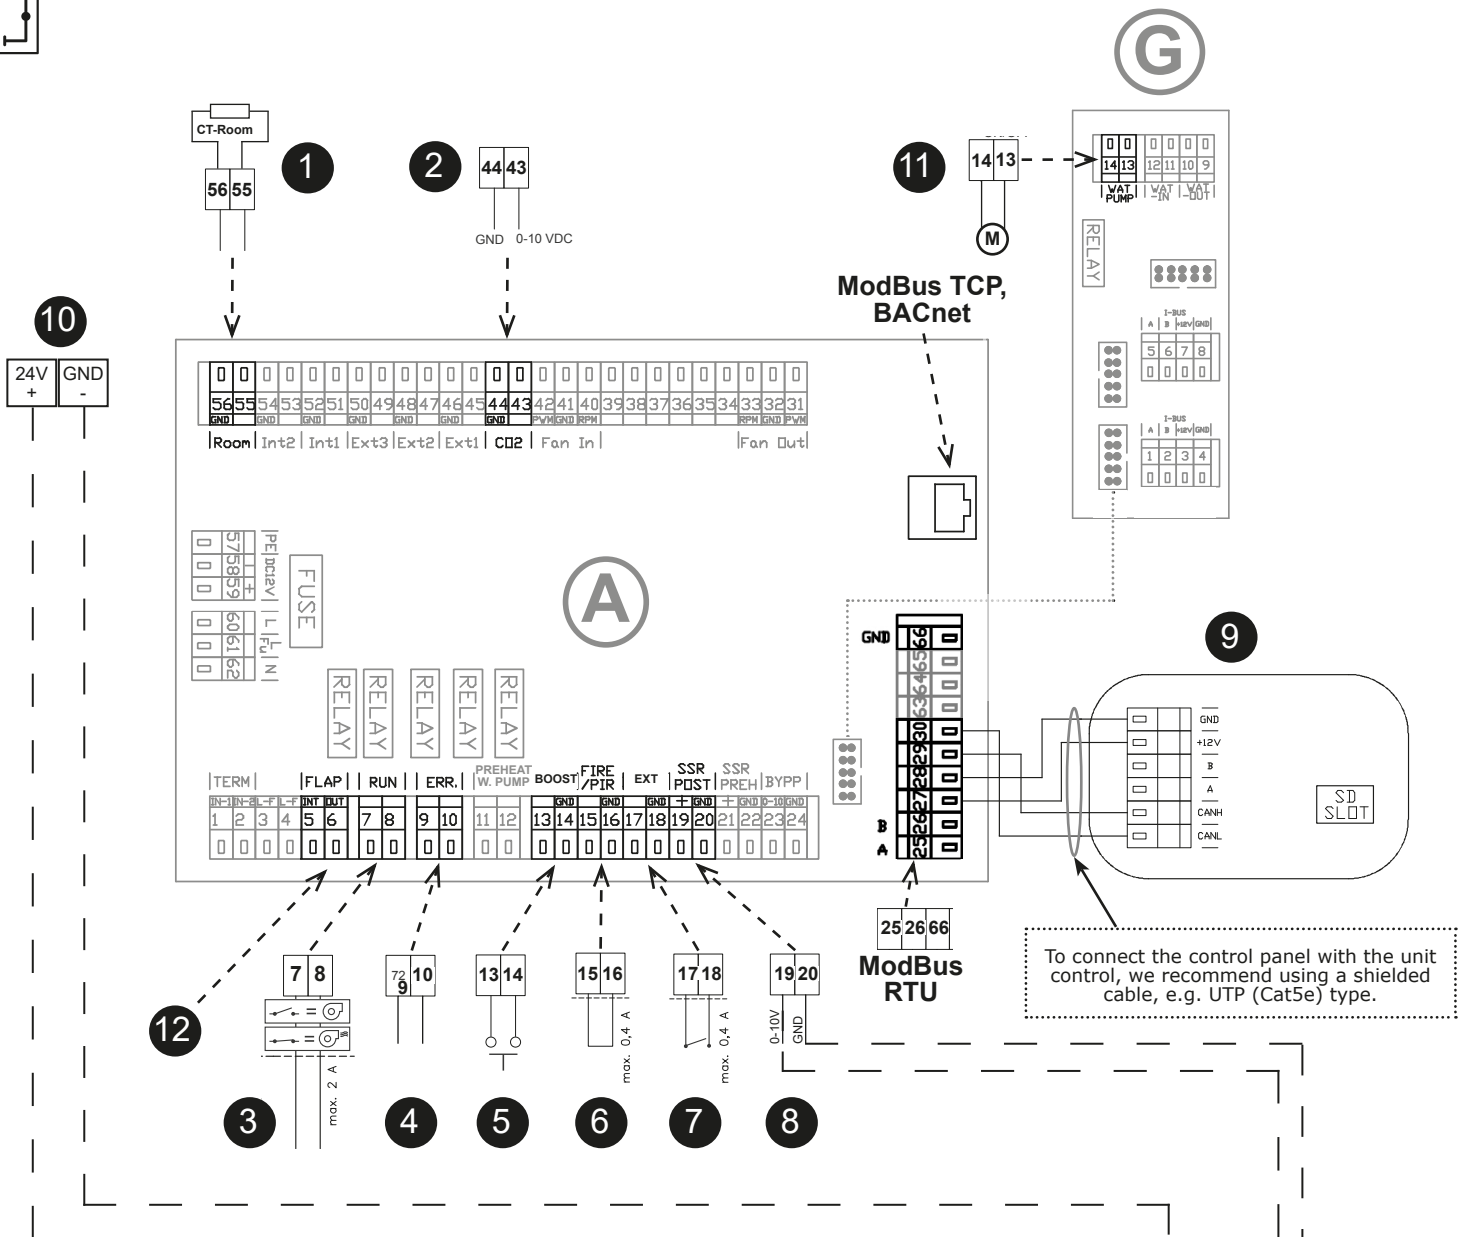 G
CT-Room
1
56 55
2
44 43
GND 0-10 VDC
11
14 13
M
14 13 12 11 10 9
WAT PUMP
WAT -IN
WAT -OUT
RELAY
I-BUS
A B +12V GND
5 6 7 8
I-BUS
A B +12V GND
1 2 3 4
ModBus TCP,
BACnet
10
24V
+
GND
-
56 55 54 53 52 51 50 49 48 47 46 45 44 43 42 41 40 39 38 37 36 35 34 33 32 31
GND GND GND GND GND GND GND PWM GND RPM RPM GND PWM
Room Int2 Int1 Ext3 Ext2 Ext1 CO2 Fan In Fan Out
57 58 59
PE DC12V
- +
60 61 62
L L Fu N
FUSE
A
RELAY RELAY RELAY RELAY RELAY
GND
66
65
64
63
30
29
28
27
B 26
A 25
9
GND
+12V
B
A
CANH
CANL
SD
SLOT
TERM FLAP RUN ERR. PREHEAT W. PUMP BOOST FIRE /PIR EXT SSR POST SSR PREH BYPP
IN-1 IN-2 L-F L-F INT OUT GND GND GND + GND + GND 0-10 GND
1 2 3 4 5 6 7 8 9 10 11 12 13 14 15 16 17 18 19 20 21 22 23 24
25 26 66
ModBus
RTU
To connect the control panel with the unit
control, we recommend using a shielded
cable, e.g. UTP (Cat5e) type.
12
7 8
=
=
max. 2 A
3
72
9 10
4
13 14
5
15 16
max. 0,4 A
6
17 18
max. 0,4 A
7
19 20
0-10V
GND
8